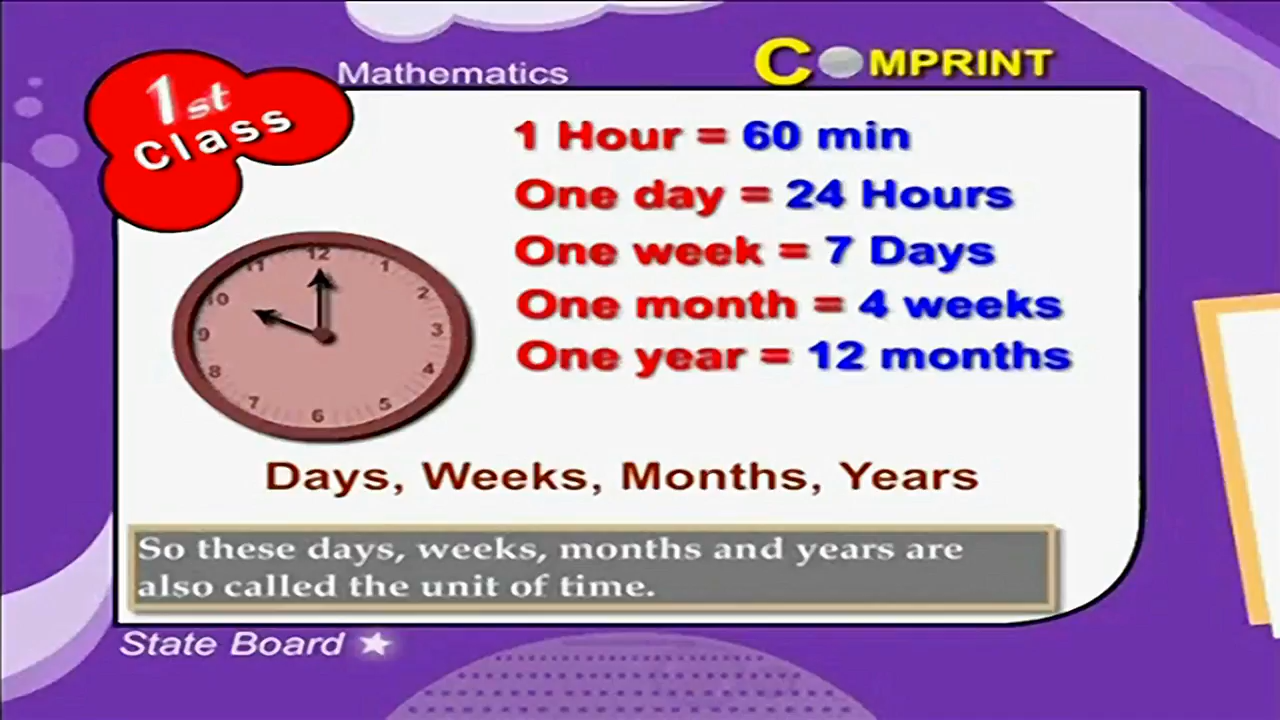 Mathematics
COMPRINT
1st
Class
1 Hour = 60 min
One day = 24 Hours
One week = 7 Days
One month = 4 weeks
One year = 12 months
12
11
1
10
2
9
3
8
4
7
5
6
Days, Weeks, Months, Years
So these days, weeks, months and years are
also called the unit of time.
State Board